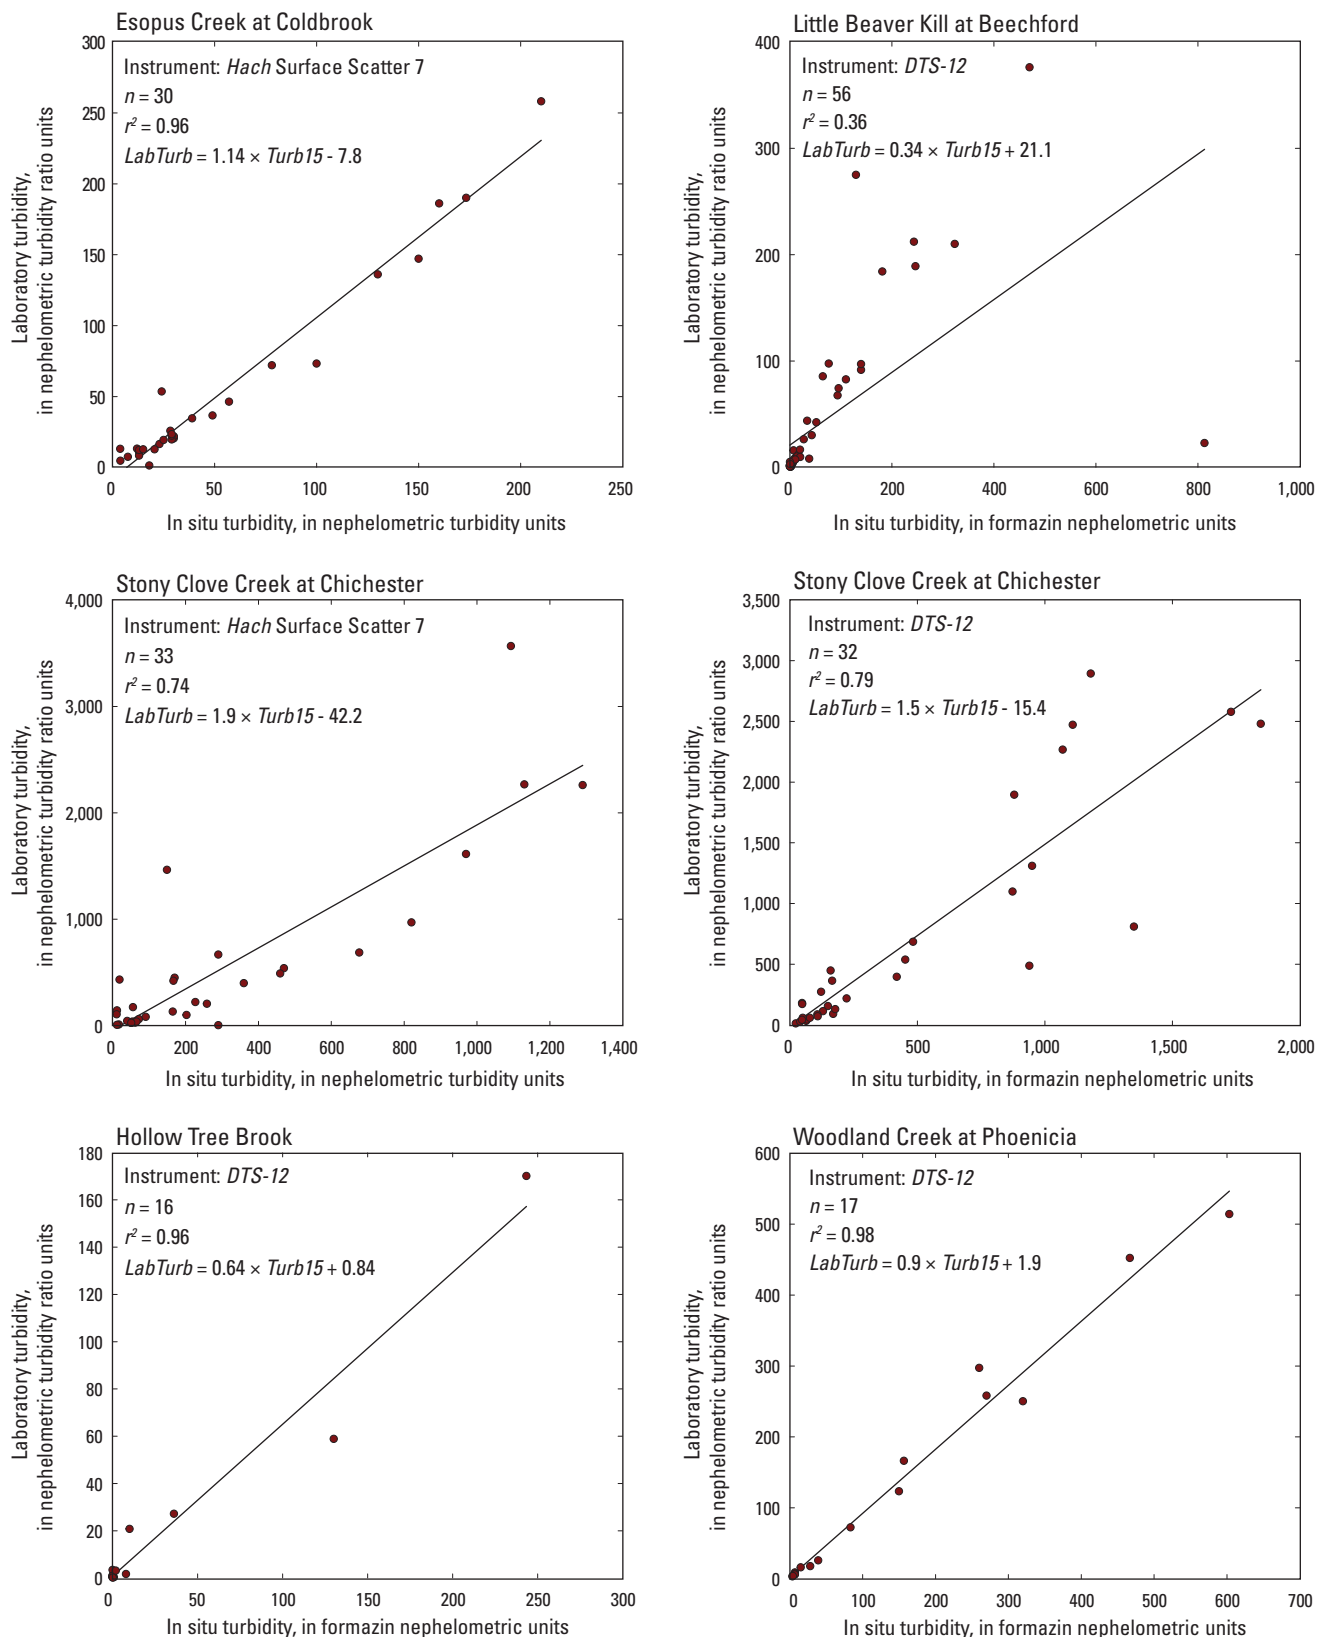 Esopus Creek at Coldbrook
Instrument: Hach Surface Scatter 7
n = 30
r² = 0.96
LabTurb = 1.14 × Turb15 - 7.8
Laboratory turbidity,
in nephelometric turbidity ratio units
300
250
200
150
100
50
0
0 50 100 150 200 250
In situ turbidity, in nephelometric turbidity units
Little Beaver Kill at Beechford
Instrument: DTS-12
n = 56
r² = 0.36
LabTurb = 0.34 × Turb15 + 21.1
Laboratory turbidity,
in nephelometric turbidity ratio units
400
300
200
100
0
0 200 400 600 800 1,000
In situ turbidity, in formazin nephelometric units
Stony Clove Creek at Chichester
Instrument: Hach Surface Scatter 7
n = 33
r² = 0.74
LabTurb = 1.9 × Turb15 - 42.2
Laboratory turbidity,
in nephelometric turbidity ratio units
4,000
3,000
2,000
1,000
0
0 200 400 600 800 1,000 1,200 1,400
In situ turbidity, in nephelometric turbidity units
Stony Clove Creek at Chichester
Instrument: DTS-12
n = 32
r² = 0.79
LabTurb = 1.5 × Turb15 - 15.4
Laboratory turbidity,
in nephelometric turbidity ratio units
3,500
3,000
2,500
2,000
1,500
1,000
500
0
0 500 1,000 1,500 2,000
In situ turbidity, in formazin nephelometric units
Hollow Tree Brook
Instrument: DTS-12
n = 16
r² = 0.96
LabTurb = 0.64 × Turb15 + 0.84
Laboratory turbidity,
in nephelometric turbidity ratio units
180
160
140
120
100
80
60
40
20
0
0 50 100 150 200 250 300
In situ turbidity, in formazin nephelometric units
Woodland Creek at Phoenicia
Instrument: DTS-12
n = 17
r² = 0.98
LabTurb = 0.9 × Turb15 + 1.9
Laboratory turbidity,
in nephelometric turbidity ratio units
600
500
400
300
200
100
0
0 100 200 300 400 500 600 700
In situ turbidity, in formazin nephelometric units